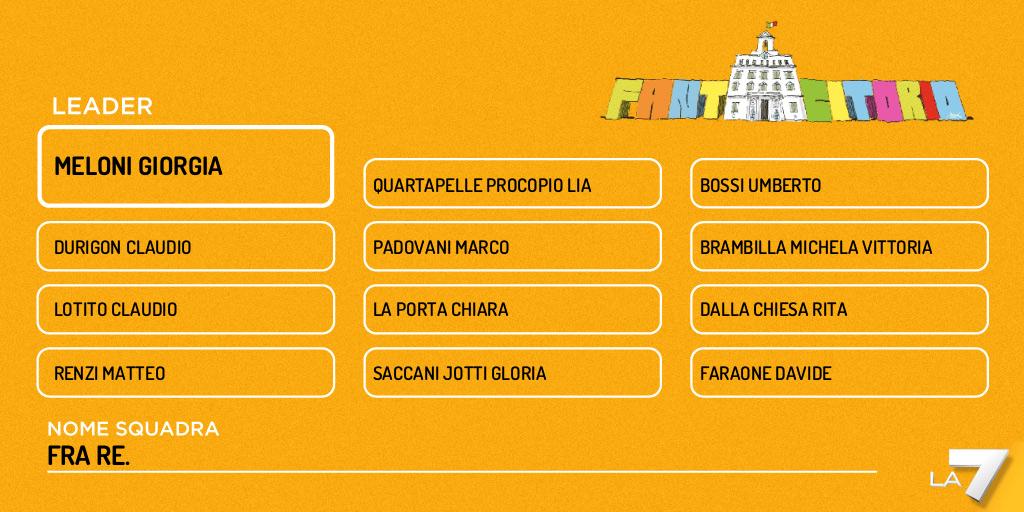 FANTACITORIO
LEADER
MELONI GIORGIA
DURIGON CLAUDIO
LOTITO CLAUDIO
RENZI MATTEO
QUARTAPELLE PROCOPIO LIA
PADOVANI MARCO
LA PORTA CHIARA
SACCANI JOTTI GLORIA
BOSSI UMBERTO
BRAMBILLA MICHELA VITTORIA
DALLA CHIESA RITA
FARAONE DAVIDE
NOME SQUADRA
FRA RE.
LA7